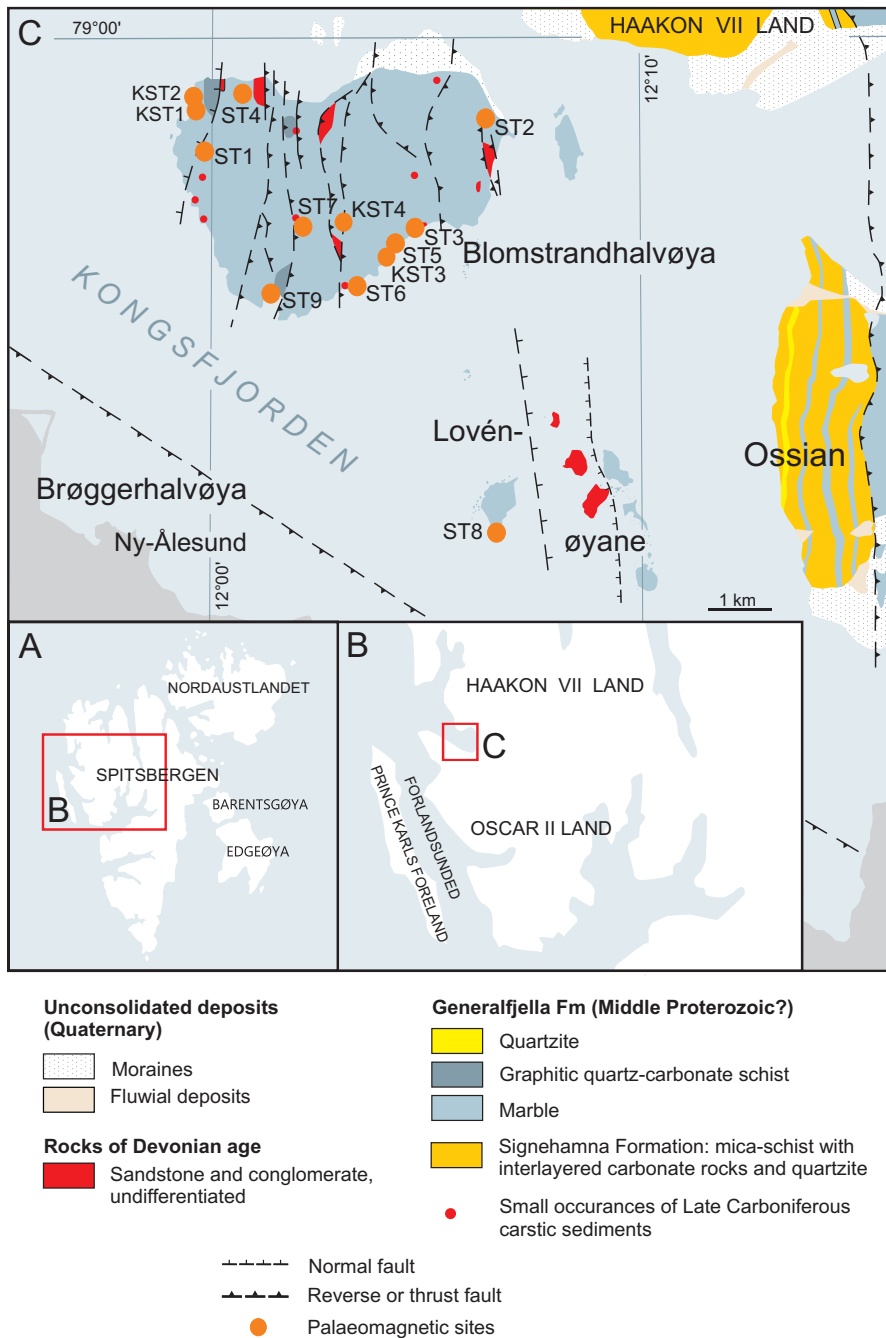 C
79°00'
HAAKON VII LAND
12°10'
KST2
KST1
ST4
ST2
ST1
ST7
KST4
ST3
ST5
KST3
ST6
ST9
Blomstrandhalvøya
KONGSFJORDEN
Lovén-
øyane
Ossian
Brøggerhalvøya
Ny-Ålesund
ST8
12°00'
1 km
A
NORDAUSTLANDET
SPITSBERGEN
B
BARENTSGØYA
EDGEØYA
B
HAAKON VII LAND
C
FORLANDSUNDED
PRINCE KARLS FORELAND
OSCAR II LAND
Unconsolidated deposits
(Quaternary)
Moraines
Fluwial deposits
Rocks of Devonian age
Sandstone and conglomerate,
undifferentiated
Generalfjella Fm (Middle Proterozoic?)
Quartzite
Graphitic quartz-carbonate schist
Marble
Signehamna Formation: mica-schist with
interlayered carbonate rocks and quartzite
Small occurances of Late Carboniferous
carstic sediments
Normal fault
Reverse or thrust fault
Palaeomagnetic sites